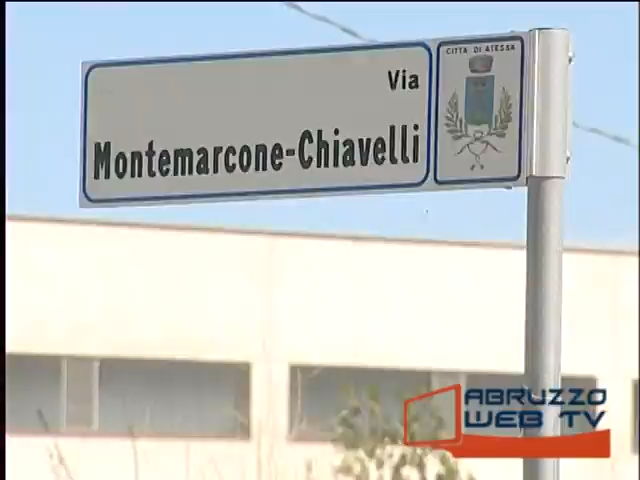 Via
Montemarcone-Chiavelli
CITTÀ DI ATESSA
ABRUZZO
WEB TV